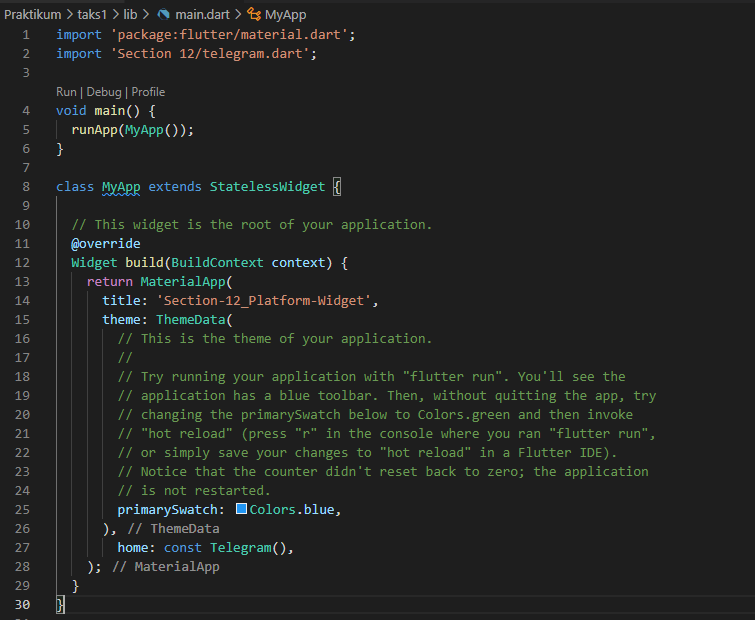 Praktikum > taks1 > lib > main.dart > MyApp
1 import 'package:flutter/material.dart';
2 import 'Section 12/telegram.dart';
3
Run | Debug | Profile
4 void main() {
5   runApp(MyApp());
6 }
7
8 class MyApp extends StatelessWidget {
9
10   // This widget is the root of your application.
11   @override
12   Widget build(BuildContext context) {
13     return MaterialApp(
14       title: 'Section-12_Platform-Widget',
15       theme: ThemeData(
16         // This is the theme of your application.
17         //
18         // Try running your application with "flutter run". You'll see the
19         // application has a blue toolbar. Then, without quitting the app, try
20         // changing the primarySwatch below to Colors.green and then invoke
21         // "hot reload" (press "r" in the console where you ran "flutter run",
22         // or simply save your changes to "hot reload" in a Flutter IDE).
23         // Notice that the counter didn't reset back to zero; the application
24         // is not restarted.
25         primarySwatch: Colors.blue,
26       ), // ThemeData
27         home: const Telegram(),
28     ); // MaterialApp
29   }
30 }